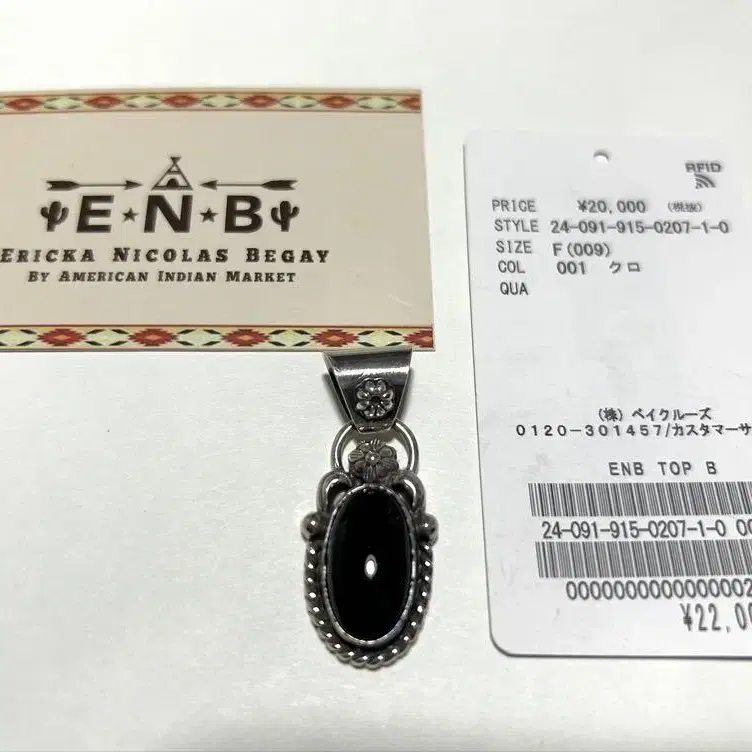 E★N★B
ERICKA NICOLAS BEGAY
BY AMERICAN INDIAN MARKET
RFID
PRICE ¥20,000 (税抜)
STYLE 24-091-915-0207-1-0
SIZE F(009)
COL 001 クロ
QUA
(株) ベイクルーズ
0120-301457/カスタマーサ
ENB TOP B
24-091-915-0207-1-0
¥22,0